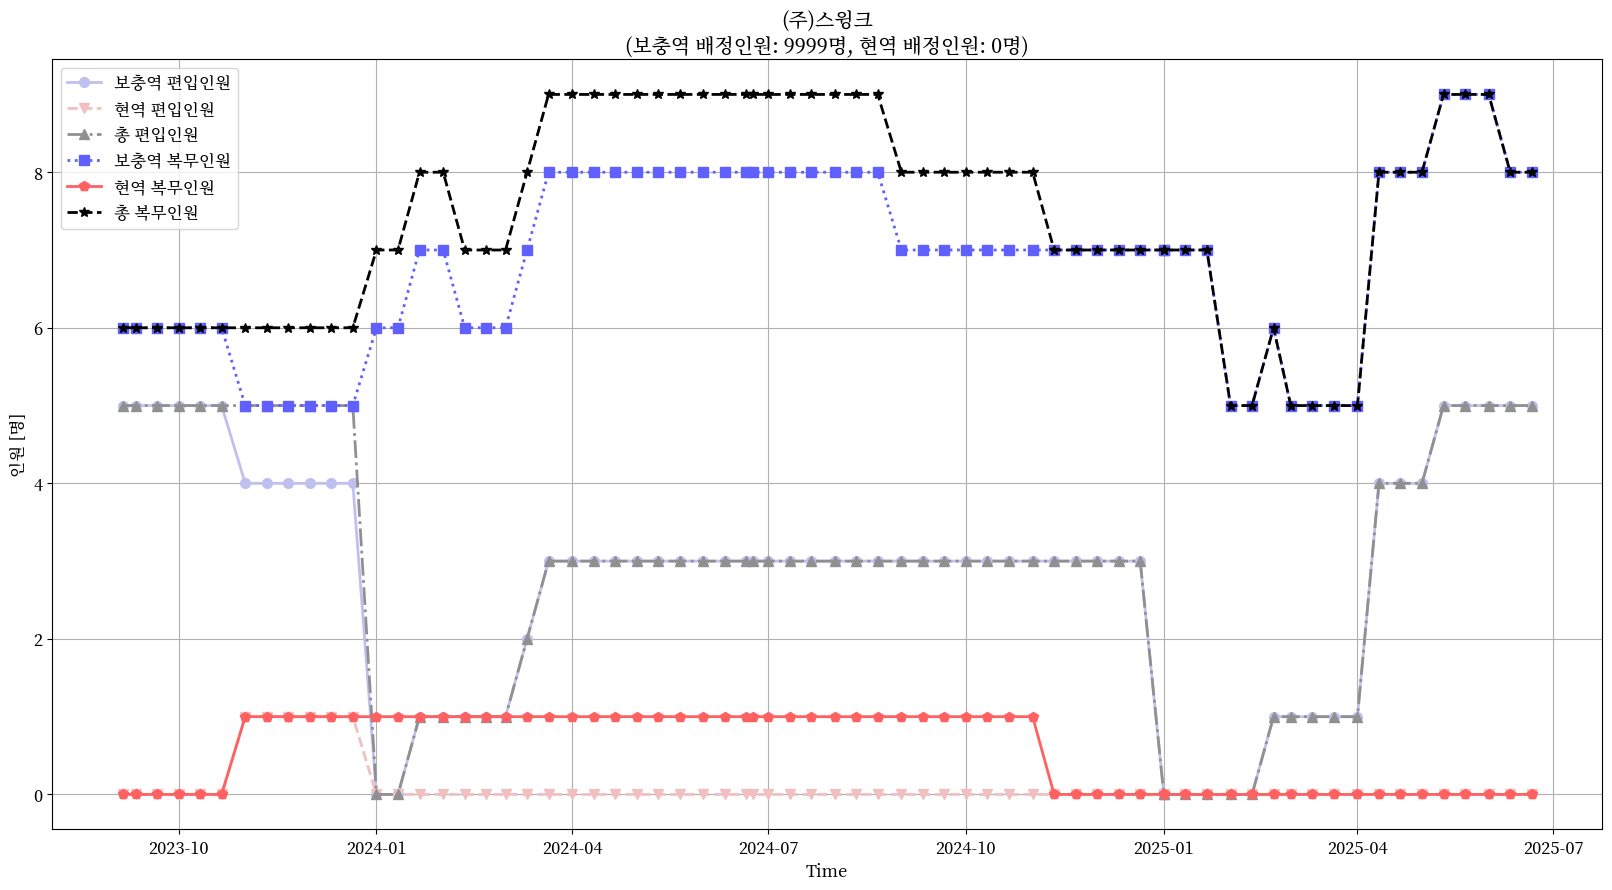 (주)스윙크
(보충역 배정인원: 9999명, 현역 배정인원: 0명)
보충역 편입인원
현역 편입인원
총 편입인원
보충역 복무인원
현역 복무인원
총 복무인원
인원 [명]
8
6
4
2
0
2023-10
2024-01
2024-04
2024-07
2024-10
2025-01
2025-04
2025-07
Time